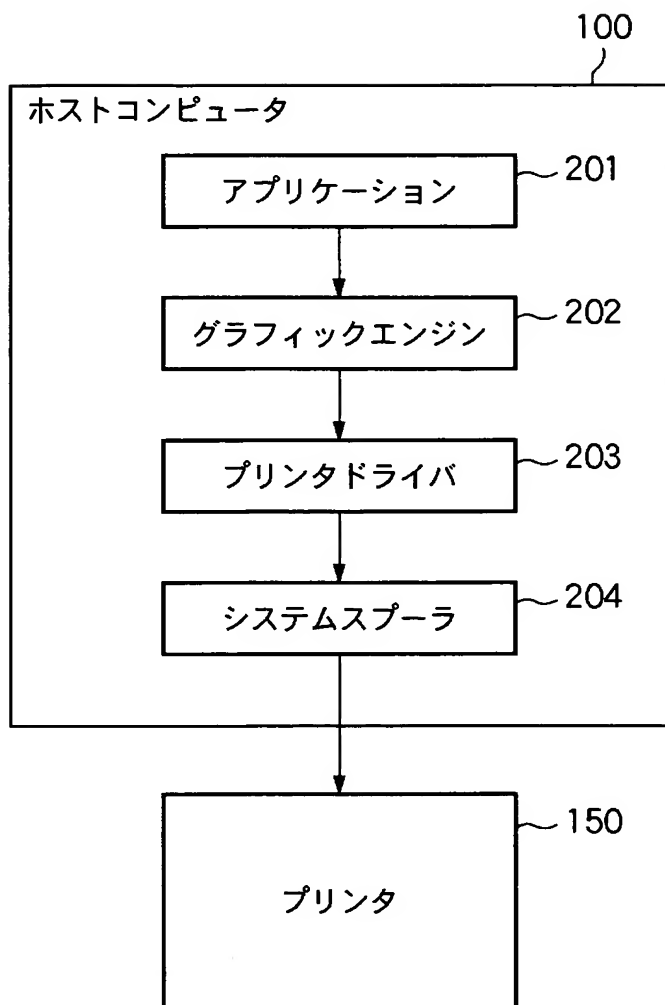 100
ホストコンピュータ
アプリケーション
201
グラフィックエンジン
202
プリンタドライバ
203
システムスプーラ
204
プリンタ
150